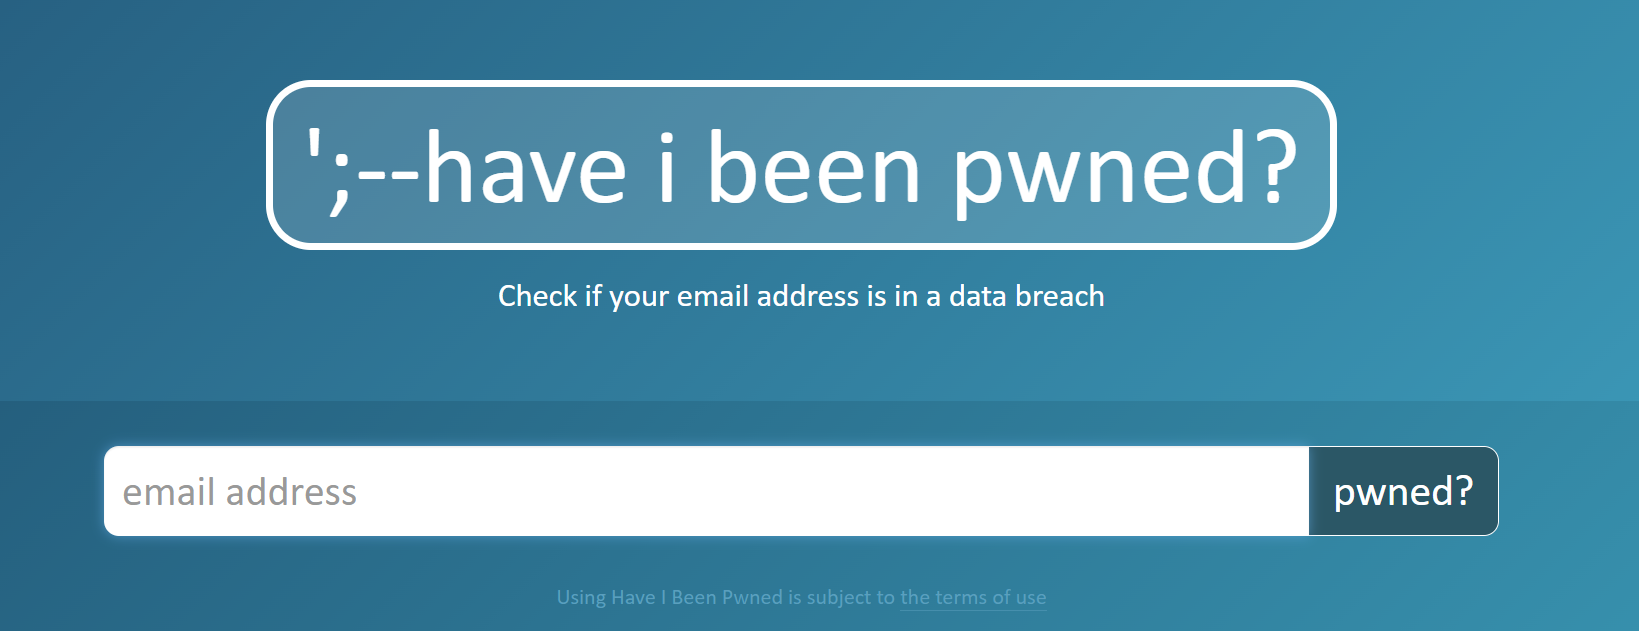 ';--have i been pwned?
Check if your email address is in a data breach
email address
pwned?
Using Have I Been Pwned is subject to the terms of use